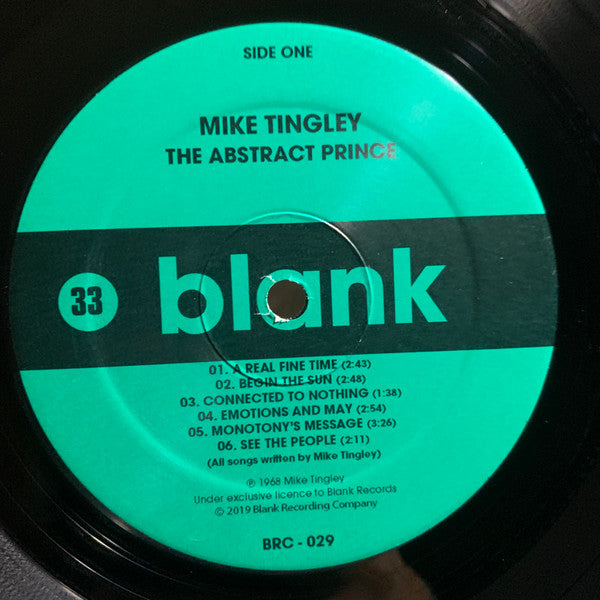 SIDE ONE
MIKE TINGLEY
THE ABSTRACT PRINCE
33
blank
01. A REAL FINE TIME (2:43)
02. BEGIN THE SUN (2:48)
03. CONNECTED TO NOTHING (1:38)
04. EMOTIONS AND MAY (2:54)
05. MONOTONY'S MESSAGE (3:26)
06. SEE THE PEOPLE (2:11)
(All songs written by Mike Tingley)
℗ 1968 Mike Tingley
Under exclusive licence to Blank Records
© 2019 Blank Recording Company
BRC - 029